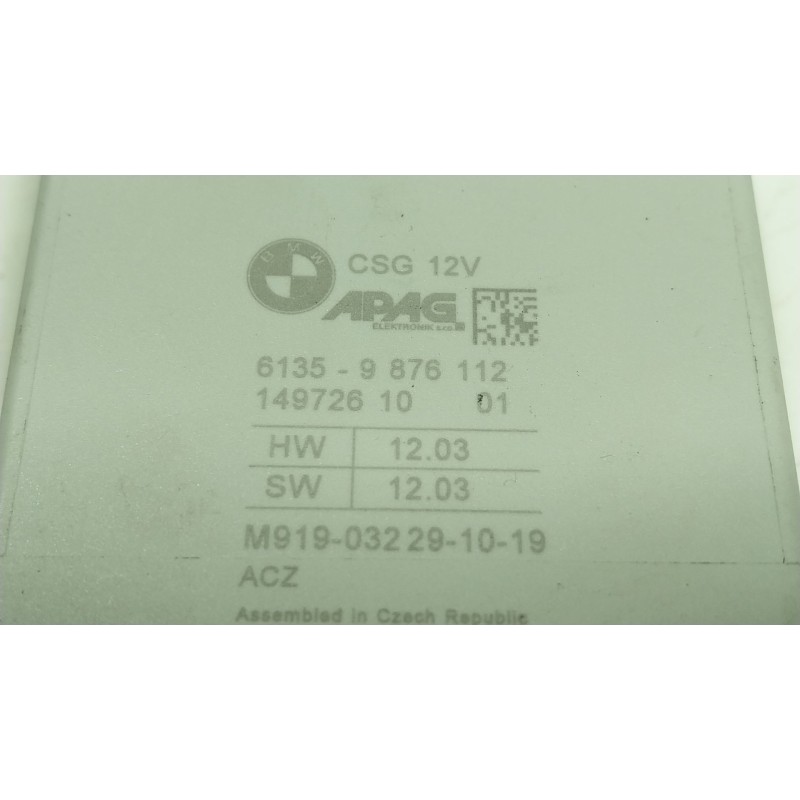 BMW
CSG 12V
APAG
ELEKTRONIK s.r.o.
6135 - 9 876 112
149726 10 01
HW 12.03
SW 12.03
M919-032 29-10-19
ACZ
Assembled in Czech Republic